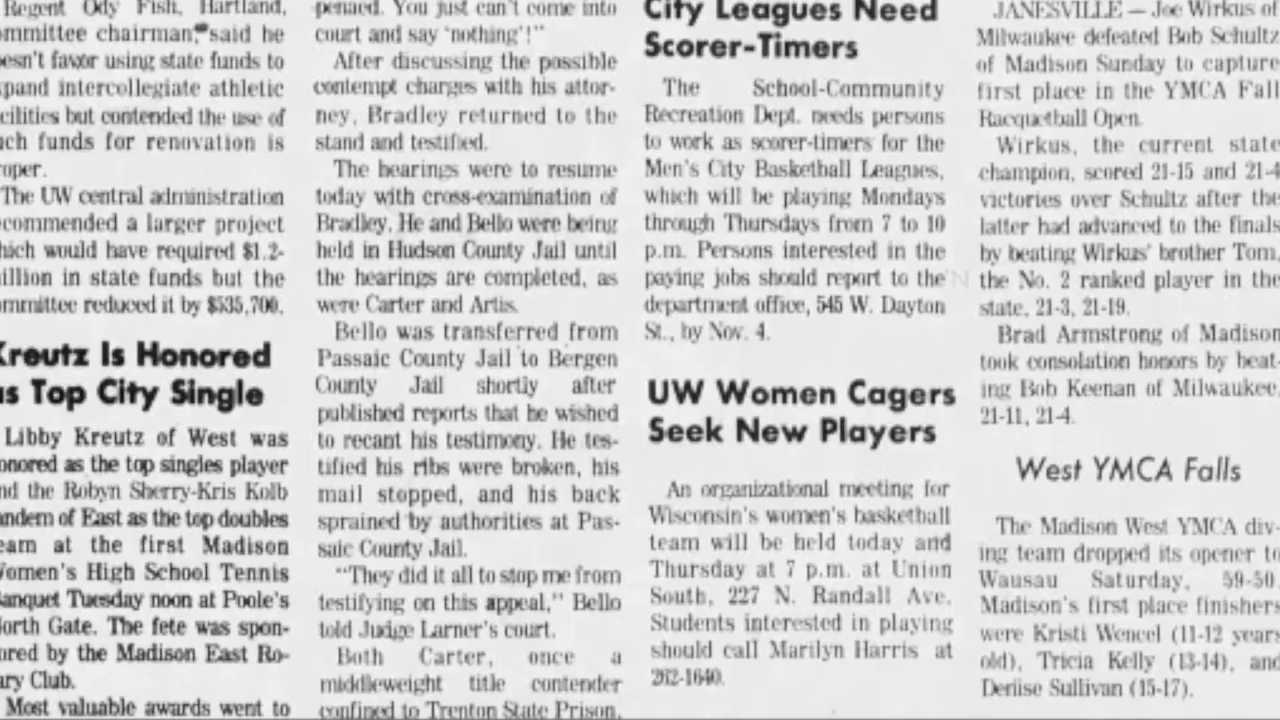 Regent Ody Fish, Hartland,
ommittee chairman, said he
esn't favor using state funds to
pand intercollegiate athletic
cilities but contended the use of
ch funds for renovation is
roper.
The UW central administration
commended a larger project
hich would have required $1.2-
illion in state funds but the
ommittee reduced it by $535,700.
Kreutz Is Honored
as Top City Single
Libby Kreutz of West was
onored as the top singles player
nd the Robyn Sherry-Kris Kolb
andem of East as the top doubles
eam at the first Madison
Women's High School Tennis
Banquet Tuesday noon at Poole's
North Gate. The fete was spon-
ored by the Madison East Ro-
ary Club.
Most valuable awards went to
penaed. You just can't come into
court and say 'nothing'!"
After discussing the possible
contempt charges with his attor-
ney, Bradley returned to the
stand and testified.
The hearings were to resume
today with cross-examination of
Bradley. He and Bello were being
held in Hudson County Jail until
the hearings are completed, as
were Carter and Artis.
Bello was transferred from
Passaic County Jail to Bergen
County Jail shortly after
published reports that he wished
to recant his testimony. He tes-
tified his ribs were broken, his
mail stopped, and his back
sprained by authorities at Pas-
saic County Jail.
"They did it all to stop me from
testifying on this appeal," Bello
told Judge Larner's court.
Both Carter, once a
middleweight title contender
confined to Trenton State Prison,
City Leagues Need
Scorer-Timers
The School-Community
Recreation Dept. needs persons
to work as scorer-timers for the
Men's City Basketball Leagues,
which will be playing Mondays
through Thursdays from 7 to 10
p.m. Persons interested in the
paying jobs should report to the
department office, 545 W. Dayton
St., by Nov. 4.
UW Women Cagers
Seek New Players
An organizational meeting for
Wisconsin's women's basketball
team will be held today and
Thursday at 7 p.m. at Union
South, 227 N. Randall Ave.
Students interested in playing
should call Marilyn Harris at
262-1640.
JANESVILLE — Joe Wirkus of
Milwaukee defeated Bob Schultz
of Madison Sunday to capture
first place in the YMCA Fall
Racquetball Open.
Wirkus, the current state
champion, scored 21-15 and 21-4
victories over Schultz after the
latter had advanced to the finals
by beating Wirkus' brother Tom,
the No. 2 ranked player in the
state, 21-3, 21-19.
Brad Armstrong of Madison
took consolation honors by beat-
ing Bob Keenan of Milwaukee,
21-11, 21-4.
West YMCA Falls
The Madison West YMCA div-
ing team dropped its opener to
Wausau Saturday, 59-50.
Madison's first place finishers
were Kristi Wencel (11-12 years
old), Tricia Kelly (13-14), and
Deriise Sullivan (15-17).